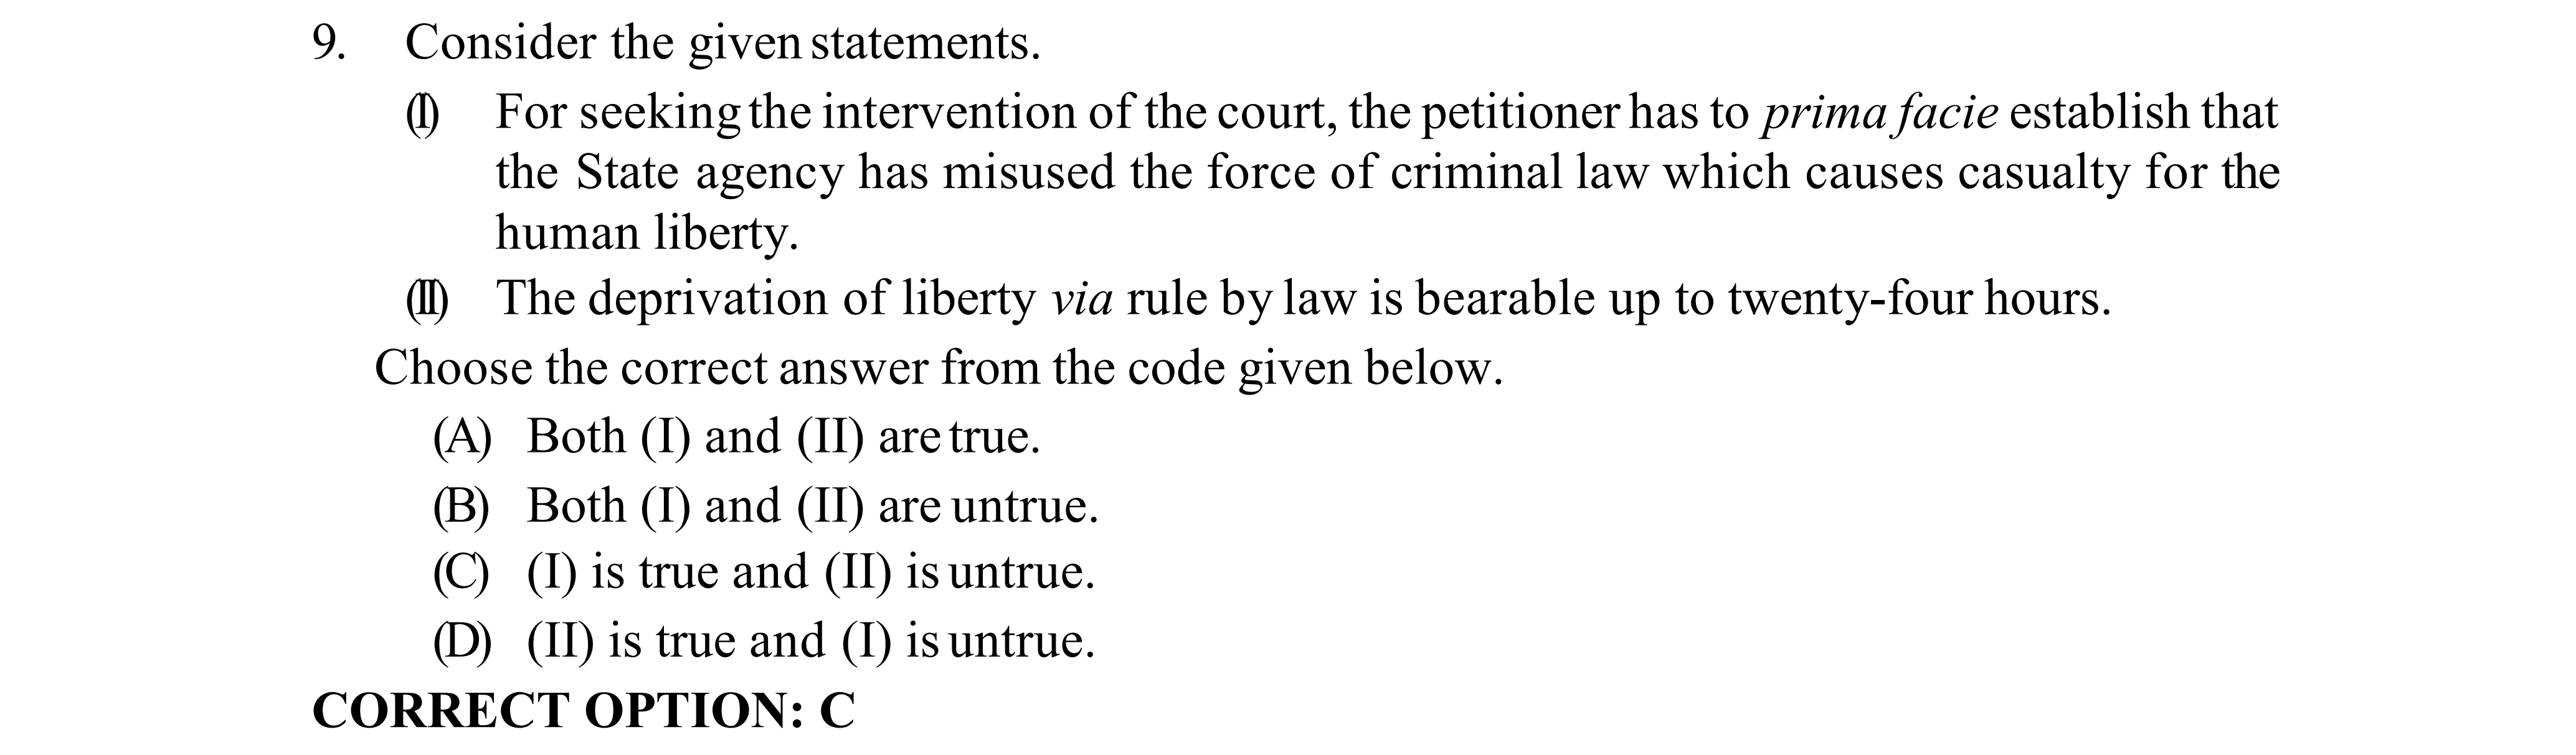 9. Consider the given statements.
(I) For seeking the intervention of the court, the petitioner has to prima facie establish that
the State agency has misused the force of criminal law which causes casualty for the
human liberty.
(II) The deprivation of liberty via rule by law is bearable up to twenty-four hours.
Choose the correct answer from the code given below.
(A) Both (I) and (II) are true.
(B) Both (I) and (II) are untrue.
(C) (I) is true and (II) is untrue.
(D) (II) is true and (I) is untrue.
CORRECT OPTION: C